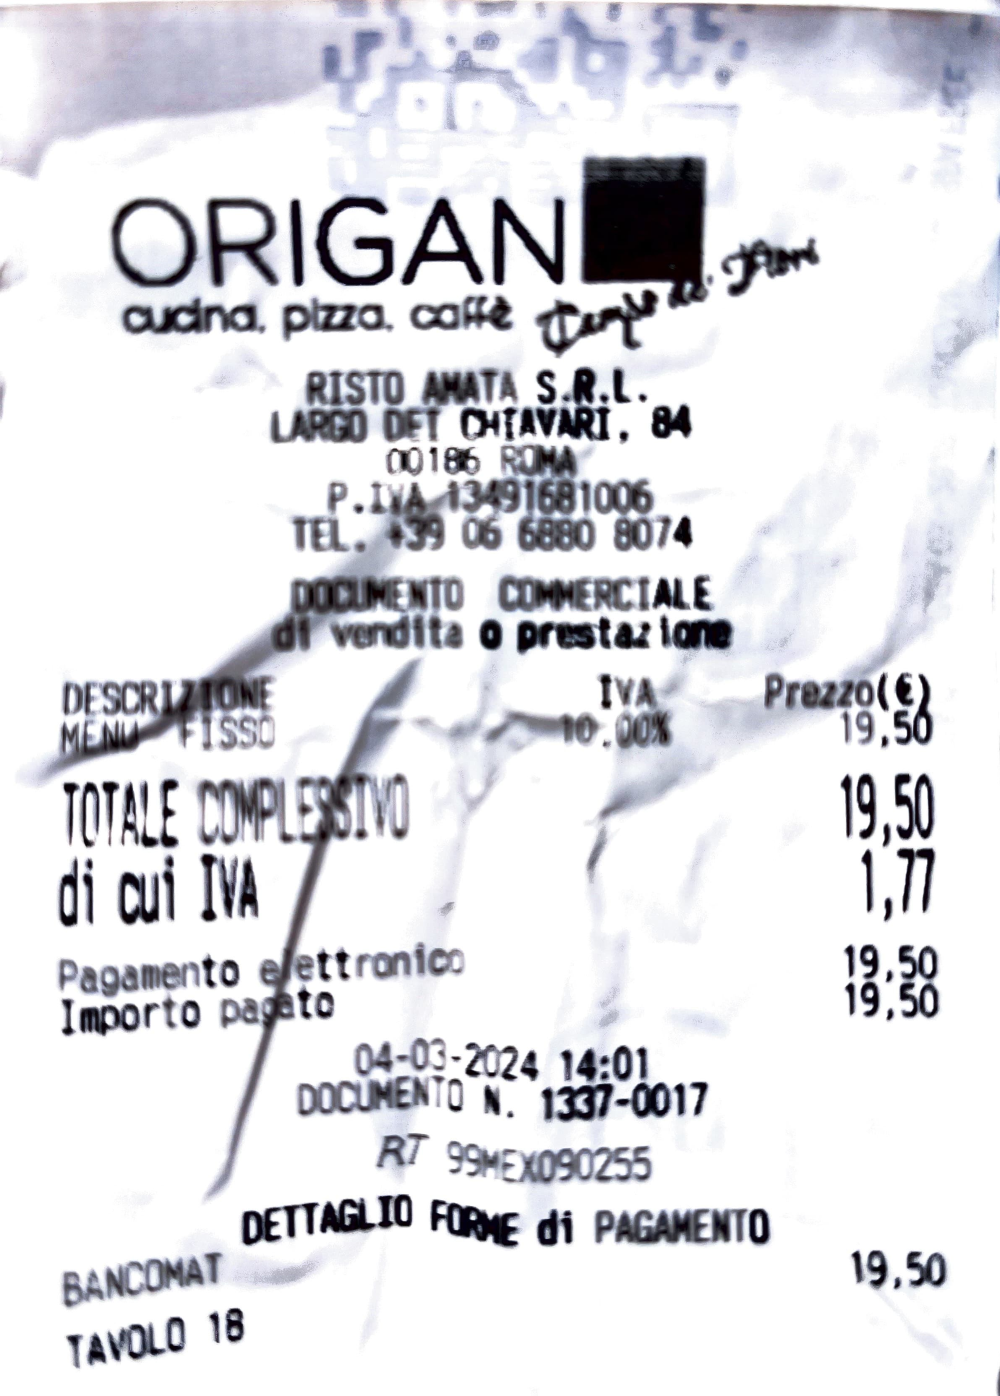 ORIGAN
cucina. pizza. caffè Campo de' Fiori
RISTO AMATA S.R.L.
LARGO DEI CHIAVARI, 84
00186 ROMA
P.IVA 13491681006
TEL. +39 06 6880 8074
DOCUMENTO COMMERCIALE
di vendita o prestazione
DESCRIZIONE IVA Prezzo(€)
MENU FISSO 10,00% 19,50
TOTALE COMPLESSIVO 19,50
di cui IVA 1,77
Pagamento elettronico 19,50
Importo pagato 19,50
04-03-2024 14:01
DOCUMENTO N. 1337-0017
RT 99MEX090255
DETTAGLIO FORME di PAGAMENTO
BANCOMAT 19,50
TAVOLO 18